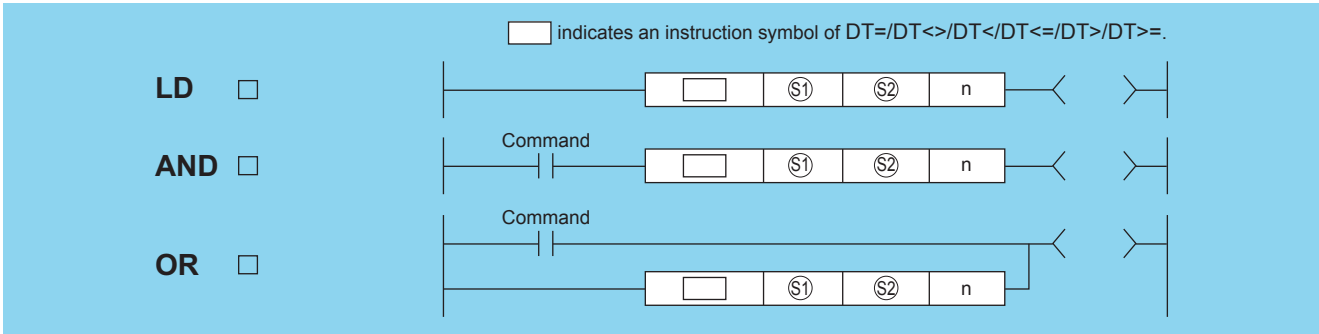 indicates an instruction symbol of DT=/DT<>/DT</DT<=/DT>/DT>=.
LD
S1 S2 n
Command
AND
S1 S2 n
Command
OR
S1 S2 n